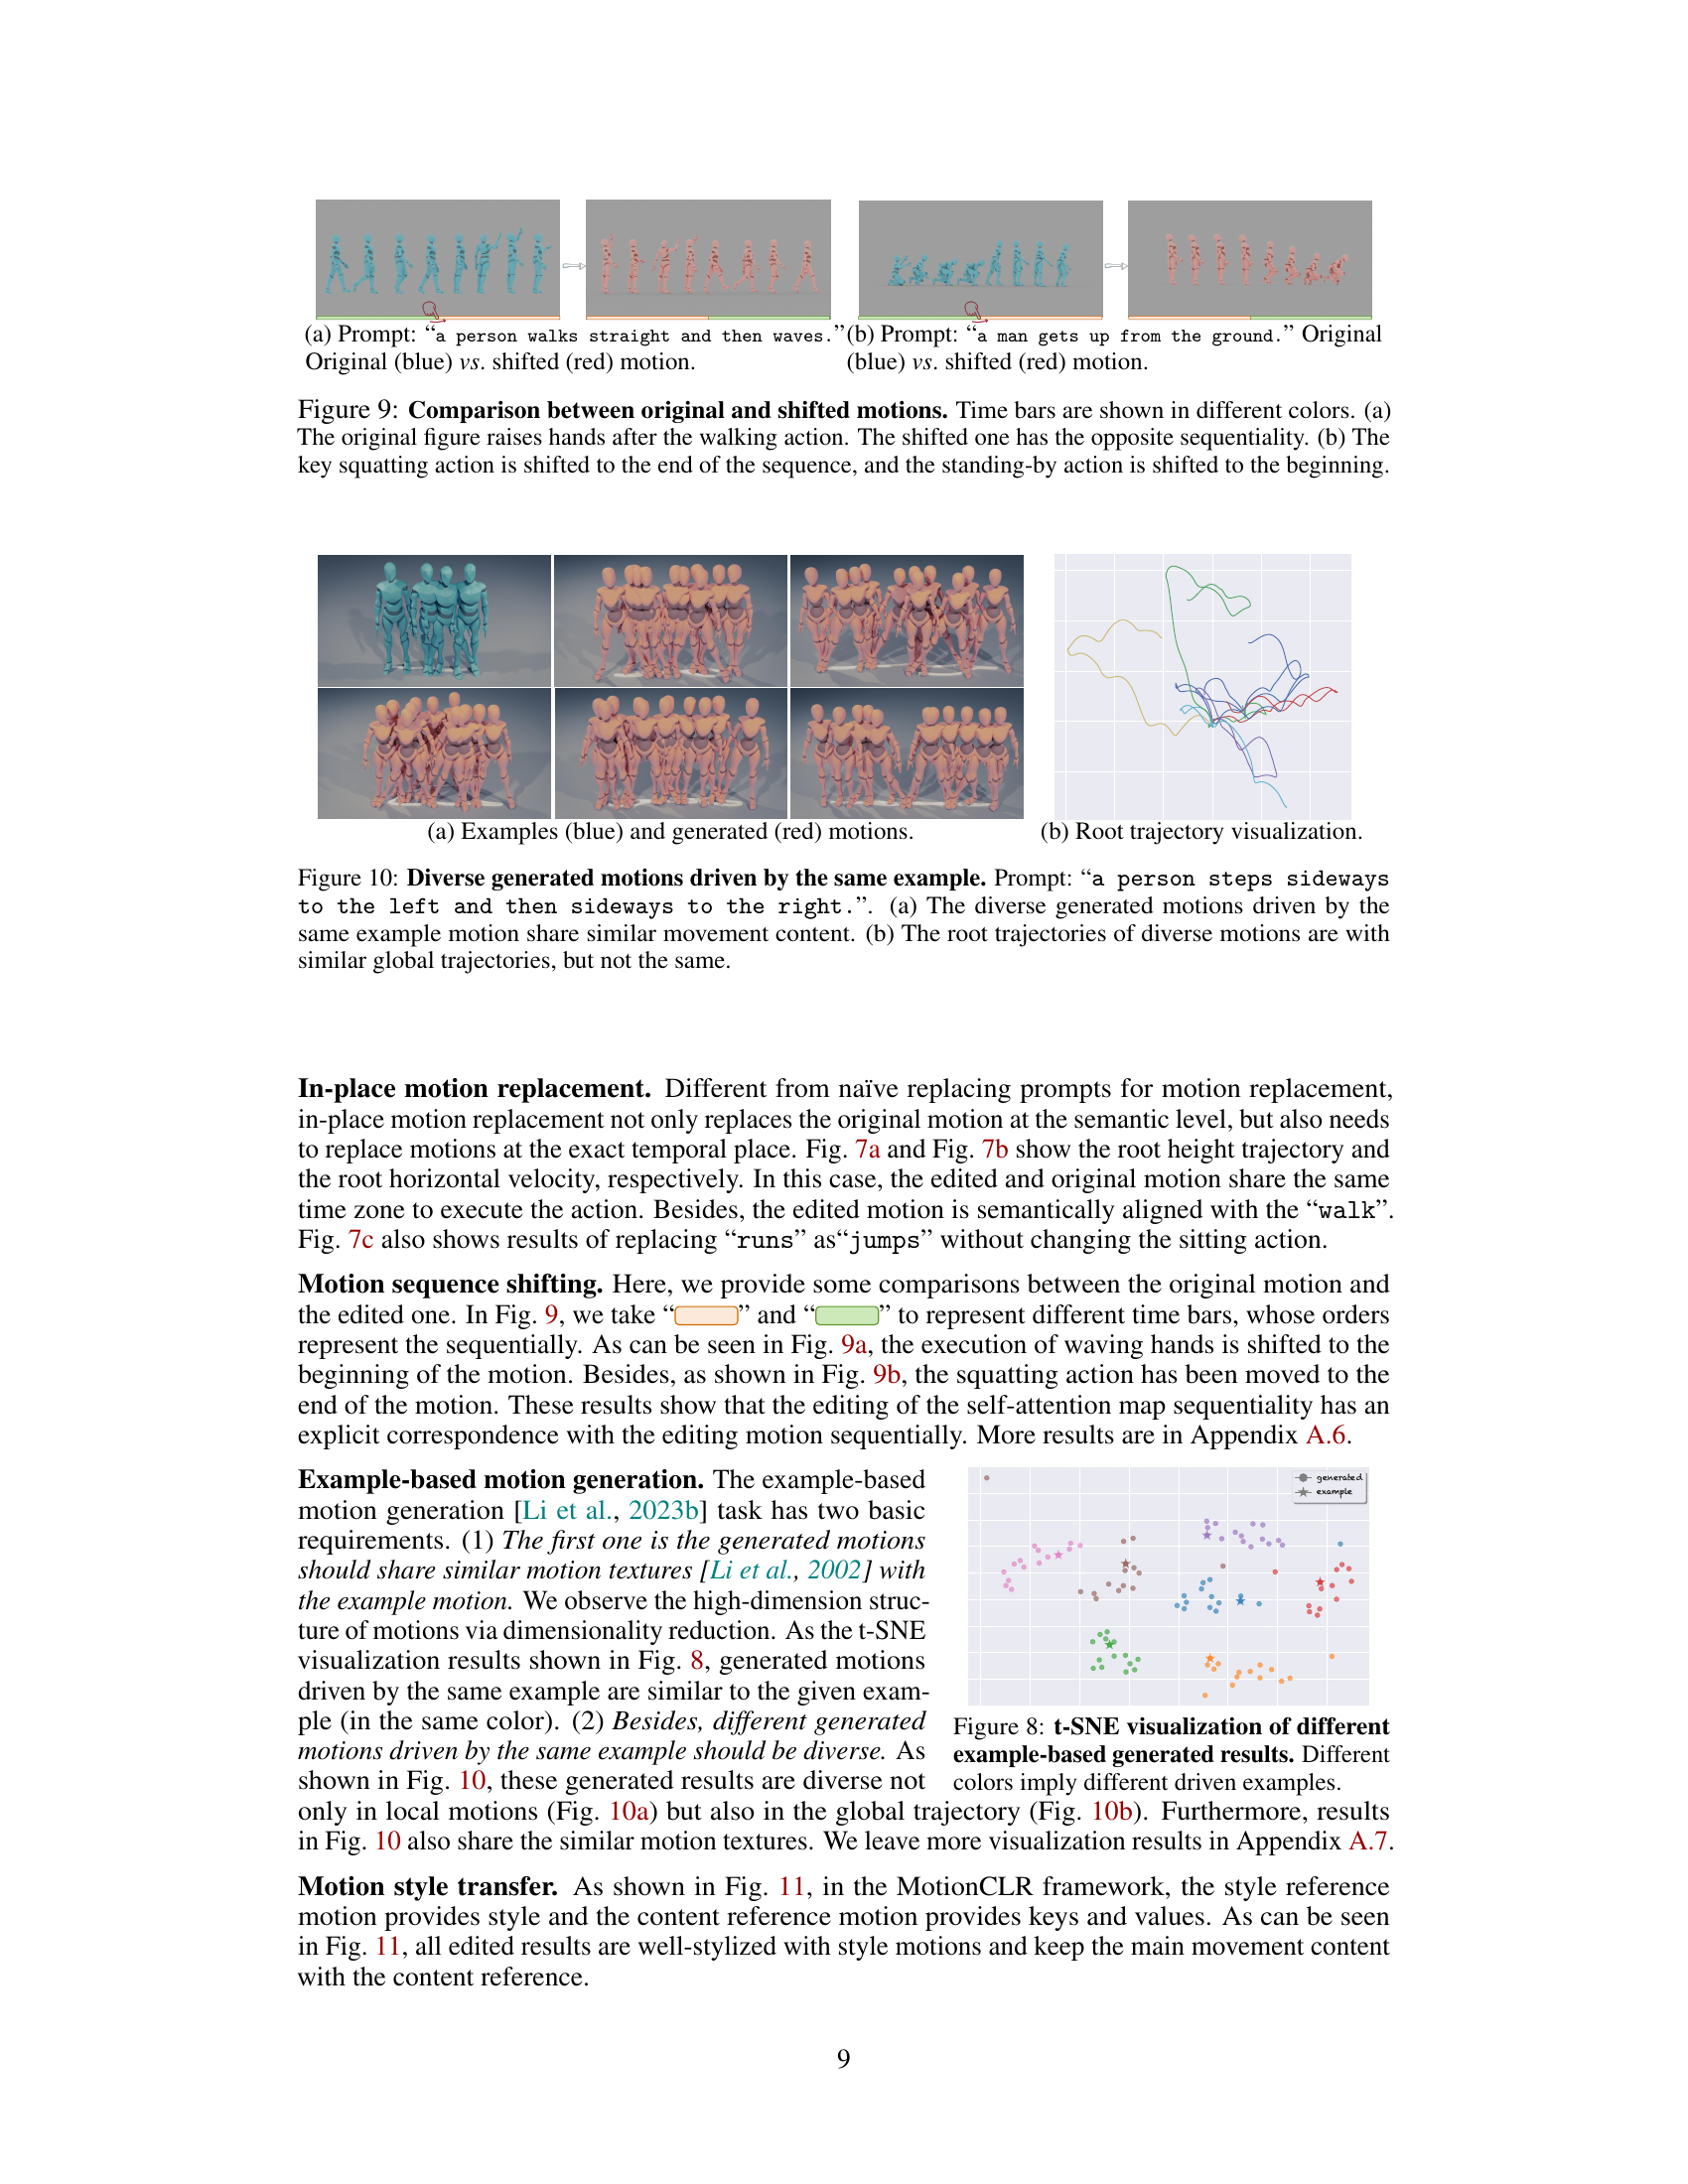 (a) Prompt: “a person walks straight and then waves.”
Original (blue) vs. shifted (red) motion.
(b) Prompt: “a man gets up from the ground.” Original
(blue) vs. shifted (red) motion.
Figure 9: Comparison between original and shifted motions. Time bars are shown in different colors. (a)
The original figure raises hands after the walking action. The shifted one has the opposite sequentiality. (b) The
key squatting action is shifted to the end of the sequence, and the standing-by action is shifted to the beginning.
(a) Examples (blue) and generated (red) motions.
(b) Root trajectory visualization.
Figure 10: Diverse generated motions driven by the same example. Prompt: “a person steps sideways
to the left and then sideways to the right.”. (a) The diverse generated motions driven by the
same example motion share similar movement content. (b) The root trajectories of diverse motions are with
similar global trajectories, but not the same.
In-place motion replacement. Different from naïve replacing prompts for motion replacement,
in-place motion replacement not only replaces the original motion at the semantic level, but also needs
to replace motions at the exact temporal place. Fig. 7a and Fig. 7b show the root height trajectory and
the root horizontal velocity, respectively. In this case, the edited and original motion share the same
time zone to execute the action. Besides, the edited motion is semantically aligned with the “walk”.
Fig. 7c also shows results of replacing “runs” as“jumps” without changing the sitting action.
Motion sequence shifting. Here, we provide some comparisons between the original motion and
the edited one. In Fig. 9, we take “ ” and “ ” to represent different time bars, whose orders
represent the sequentially. As can be seen in Fig. 9a, the execution of waving hands is shifted to the
beginning of the motion. Besides, as shown in Fig. 9b, the squatting action has been moved to the
end of the motion. These results show that the editing of the self-attention map sequentiality has an
explicit correspondence with the editing motion sequentially. More results are in Appendix A.6.
Example-based motion generation. The example-based
motion generation [Li et al., 2023b] task has two basic
requirements. (1) The first one is the generated motions
should share similar motion textures [Li et al., 2002] with
the example motion. We observe the high-dimension struc-
ture of motions via dimensionality reduction. As the t-SNE
visualization results shown in Fig. 8, generated motions
driven by the same example are similar to the given exam-
ple (in the same color). (2) Besides, different generated
motions driven by the same example should be diverse. As
shown in Fig. 10, these generated results are diverse not
only in local motions (Fig. 10a) but also in the global trajectory (Fig. 10b). Furthermore, results
in Fig. 10 also share the similar motion textures. We leave more visualization results in Appendix A.7.
generated
example
Figure 8: t-SNE visualization of different
example-based generated results. Different
colors imply different driven examples.
Motion style transfer. As shown in Fig. 11, in the MotionCLR framework, the style reference
motion provides style and the content reference motion provides keys and values. As can be seen
in Fig. 11, all edited results are well-stylized with style motions and keep the main movement content
with the content reference.
9